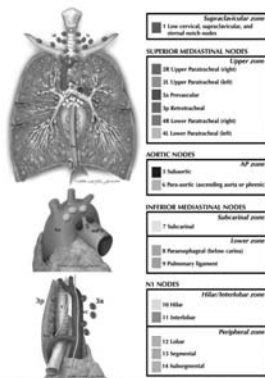 Supraclavicular zone
1 Low cervical, supraclavicular, and
sternal notch nodes
SUPERIOR MEDIASTINAL NODES
Upper zone
2R Upper Paratracheal (right)
2L Upper Paratracheal (left)
3a Prevascular
3p Retrotracheal
4R Lower Paratracheal (right)
4L Lower Paratracheal (left)
AORTIC NODES
AP zone
5 Subaortic
6 Para-aortic (ascending aorta or phrenic)
INFERIOR MEDIASTINAL NODES
Subcarinal zone
7 Subcarinal
Lower zone
8 Paraesophageal (below carina)
9 Pulmonary ligament
N1 NODES
Hilar/Interlobar zone
10 Hilar
11 Interlobar
Peripheral zone
12 Lobar
13 Segmental
14 Subsegmental
3p
3a